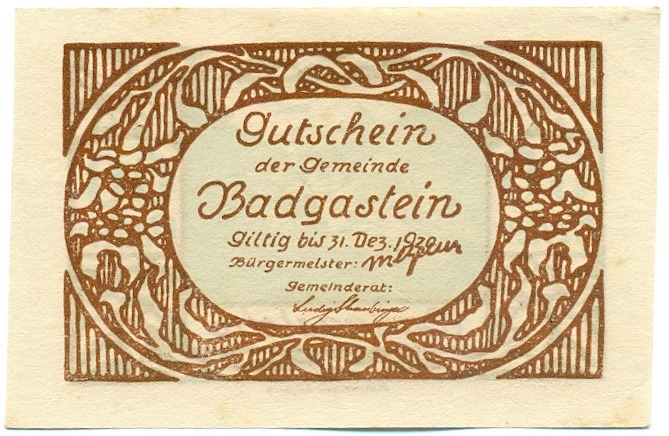 Gutschein
der Gemeinde
Badgastein
Giltig bis 31. Dez. 1920
Bürgermeister:
Gemeinderat: